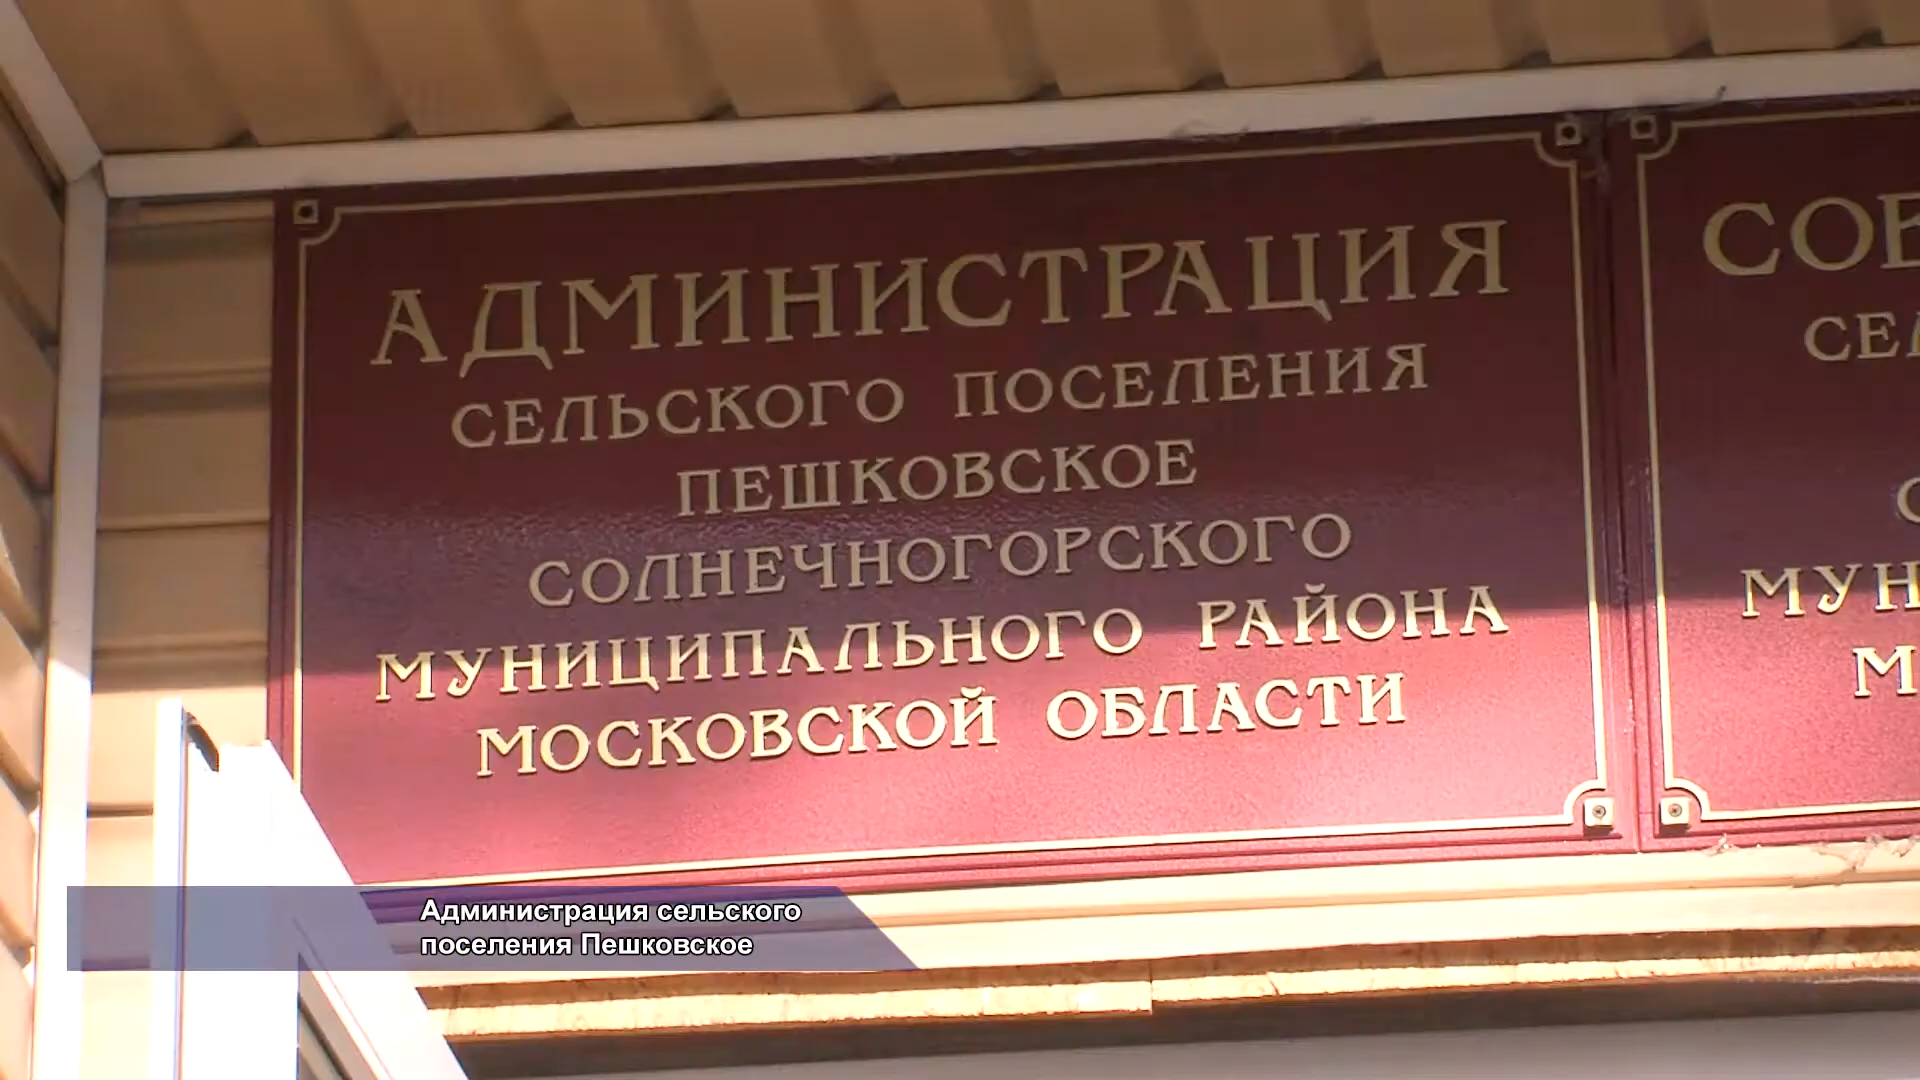 АДМИНИСТРАЦИЯ
СЕЛЬСКОГО ПОСЕЛЕНИЯ
ПЕШКОВСКОЕ
СОЛНЕЧНОГОРСКОГО
МУНИЦИПАЛЬНОГО РАЙОНА
МОСКОВСКОЙ ОБЛАСТИ
Администрация сельского
поселения Пешковское